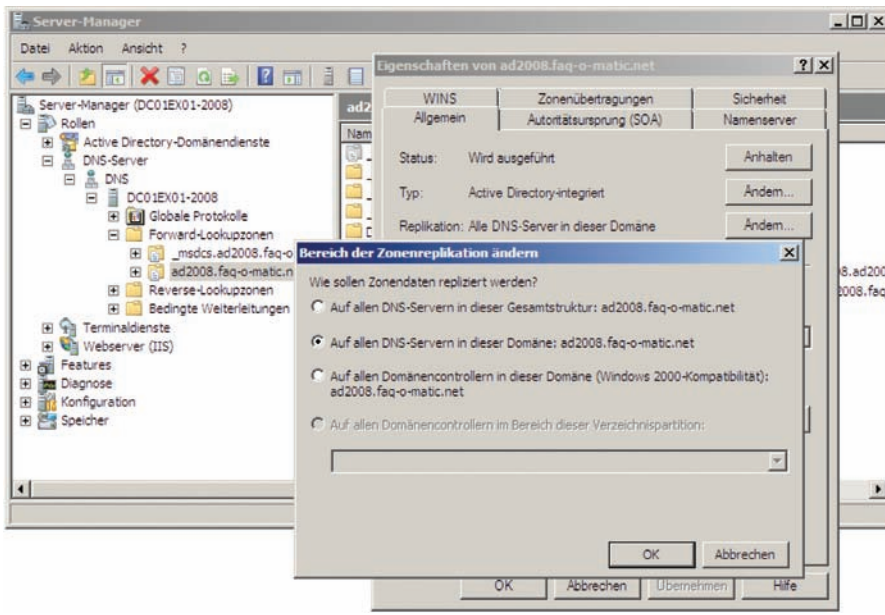 Server-Manager
Datei Aktion Ansicht ?
Server-Manager (DC01EX01-2008)
Rollen
Active Directory-Domänendienste
DNS-Server
DNS
DC01EX01-2008
Globale Protokolle
Forward-Lookupzonen
_msdcs.ad2008.faq-o
ad2008.faq-o-matic.n
Reverse-Lookupzonen
Bedingte Weiterleitungen
Terminaldienste
Webserver (IIS)
Features
Diagnose
Konfiguration
Speicher
ad2
Nam
8.ad200
2008.faq
Eigenschaften von ad2008.faq-o-matic.net
WINS Zonenübertragungen Sicherheit
Allgemein Autoritätsursprung (SOA) Namenserver
Status: Wird ausgeführt Anhalten
Typ: Active Directory-integriert Ändern...
Replikation: Alle DNS-Server in dieser Domäne Ändern...
Bereich der Zonenreplikation ändern
Wie sollen Zonendaten repliziert werden?
Auf allen DNS-Servern in dieser Gesamtstruktur: ad2008.faq-o-matic.net
Auf allen DNS-Servern in dieser Domäne: ad2008.faq-o-matic.net
Auf allen Domänencontrollern in dieser Domäne (Windows 2000-Kompatibilität):
ad2008.faq-o-matic.net
Auf allen Domänencontrollern im Bereich dieser Verzeichnispartition:
OK Abbrechen
OK Abbrechen Übernehmen Hilfe